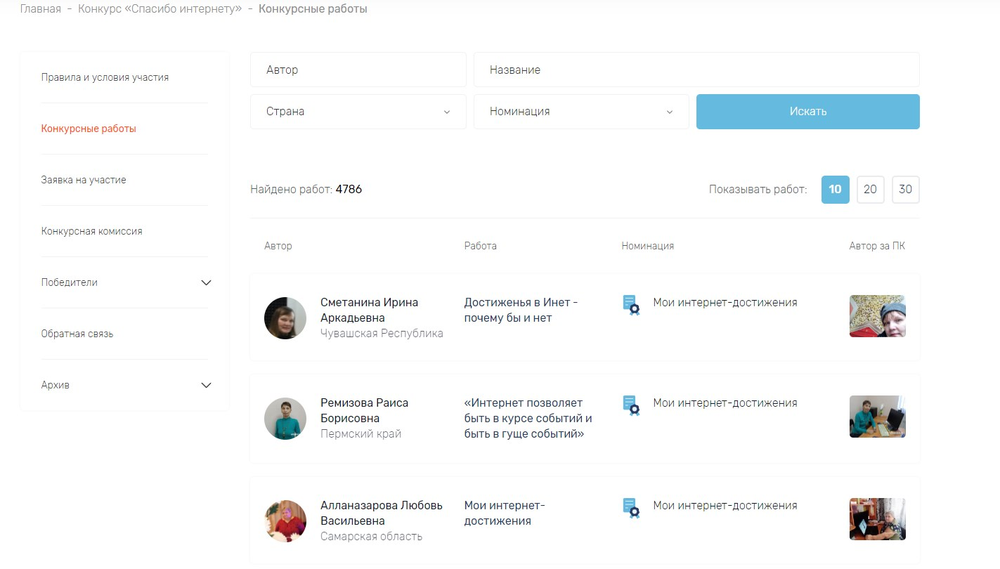 Главная - Конкурс «Спасибо интернету» - Конкурсные работы
Правила и условия участия
Конкурсные работы
Заявка на участие
Конкурсная комиссия
Победители
Обратная связь
Архив
Автор
Название
Страна
Номинация
Искать
Найдено работ: 4786
Показывать работ: 10 20 30
Автор Работа Номинация Автор за ПК
Сметанина Ирина
Аркадьевна
Чувашская Республика
Достиженья в Инет -
почему бы и нет
Мои интернет-достижения
Ремизова Раиса
Борисовна
Пермский край
«Интернет позволяет
быть в курсе событий и
быть в гуще событий»
Мои интернет-достижения
Алланазарова Любовь
Васильевна
Самарская область
Мои интернет-
достижения
Мои интернет-достижения